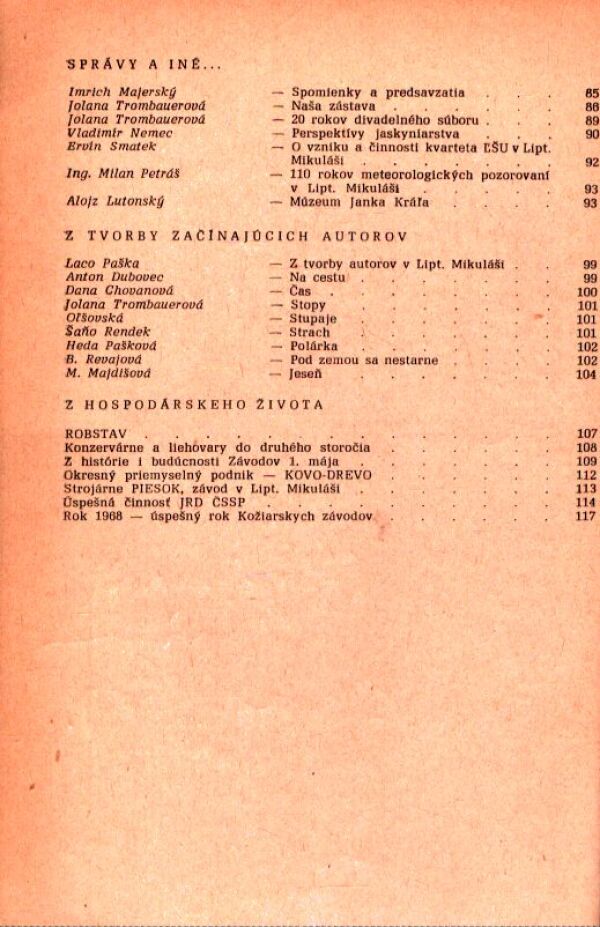 SPRÁVY A INÉ...
Imrich Majerský — Spomienky a predsavzatia . . . 85
Jolana Trombauerová — Naša zástava . . . . . . 86
Jolana Trombauerová — 20 rokov divadelného súboru . . . 89
Vladimír Nemec — Perspektívy jaskyniarstva . . . 90
Ervín Smatek — O vzniku a činnosti kvarteta ĽŠU v Lipt.
Mikuláši . . . . . . . 92
Ing. Milan Petráš — 110 rokov meteorologických pozorovaní
v Lipt. Mikuláši . . . . . 93
Alojz Lutonský — Múzeum Janka Kráľa . . . . 93
Z TVORBY ZAČÍNAJÚCICH AUTOROV
Laco Paška — Z tvorby autorov v Lipt. Mikuláši . . 99
Anton Dubovec — Na cestu . . . . . . . 99
Dana Chovanová — Čas . . . . . . . . 100
Jolana Trombauerová — Stopy . . . . . . . 101
Oľšovská — Stupaje . . . . . . . 101
Šaňo Rendek — Strach . . . . . . . 101
Heda Pašková — Polárka . . . . . . . 102
B. Revajová — Pod zemou sa nestarne . . . . 102
M. Majdišová — Jeseň . . . . . . . 104
Z HOSPODÁRSKEHO ŽIVOTA
ROBSTAV . . . . . . . . . . . . . . 107
Konzervárne a liehovary do druhého storočia . . . . . . 108
Z histórie i budúcnosti Závodov 1. mája . . . . . . . 109
Okresný priemyselný podnik — KOVO-DREVO . . . . . . 112
Strojárne PIESOK, závod v Lipt. Mikuláši . . . . . . . 113
Úspešná činnosť JRD ČSSP . . . . . . . . . . 114
Rok 1968 — úspešný rok Kožiarskych závodov . . . . . . 117